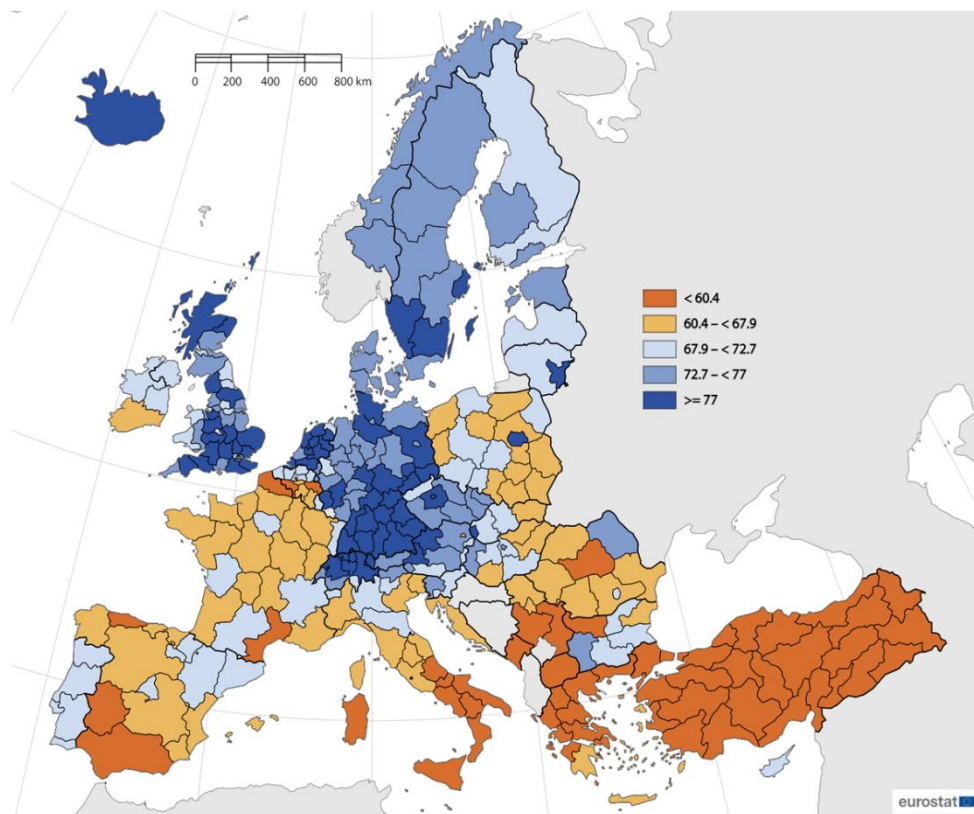 0 200 400 600 800 km
< 60.4
60.4 – < 67.9
67.9 – < 72.7
72.7 – < 77
>= 77
eurostat